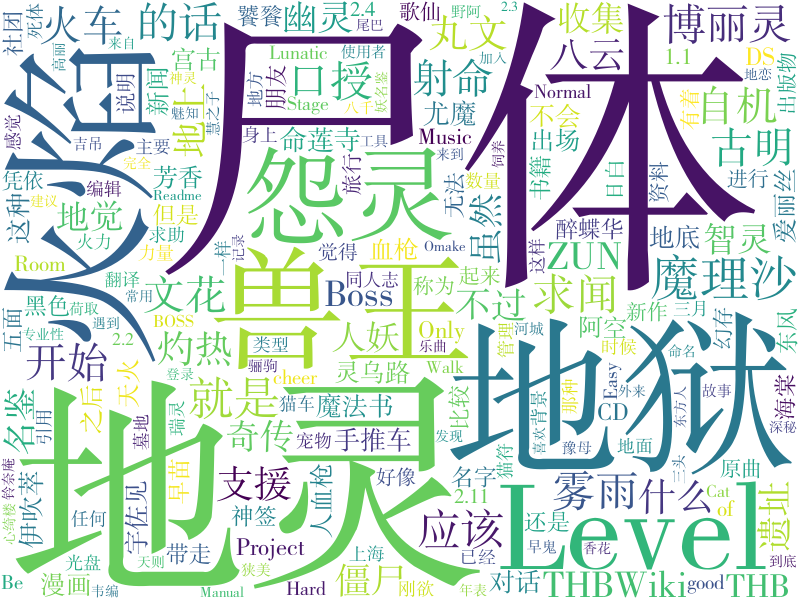 社团
火车
的话
饕餮
尾巴
2.4
幽灵
歌仙
野阿
丸文
2.3
收集
博丽灵
死体
高丽
来自
宫古
Lunatic
使用者
加入
八云
1.1
DS
地恋
出版物
说明
新闻
地方
朋友
口授
八千
妖名鉴
射命
Normal
感觉
火焰
地上
魅知
慧之子
神灵
Stage
尤魔
不会
自机
有着
吉吊
主要
完全
身上
命莲寺
工具
Music
出场
古明
这种
凭依
编辑
芳香
Readme
尸体
旅行
来到
饲养
书籍
日白
资料
进行
爱丽丝
建议
地觉
火力
但是
求助
力量
怨灵
一样
记录
觉得
血枪
无法
数量
虽然
醉蝶华
地底
智灵
Room
翻译
文花
Omake
这样
ZUN
魔理沙
黑色
荷取
常用
兽王
Boss
同人志
称为
起来
不过
求闻
新作
三月
五面
专业性
遇到
BOSS
人妖
Only
阿空
幻存
东风
开始
2.2
灼热
类型
乐曲
管理
河城
时候
命名
名鉴
之后
天火
登录
骊驹
cheer
灵乌路
Walk
比较
Easy
外来
故事
海棠
引用
墓地
瑞灵
就是
猫车
魔法书
发现
CD
那种
喜欢
背景
东方人
深秘
地灵
奇传
宠物
手推车
猫符
豫母
地面
三头
地狱
铃奈庵
心绮楼
伊吹萃
早苗
支援
人血枪
好像
名字
2.11
Level
雾雨
什么
原曲
Cat
of
遗址
任何
宇佐见
神签
应该
还是
光盘
带走
Project
上海
已经
早鬼
香花
到底
Be
漫画
韦编
天则
Manual
狭美
Hard
僵尸
刚欲
年表
对话
THBWiki
good
THB